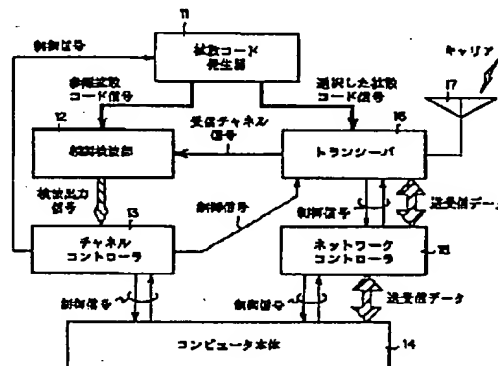 11
制御信号
拡散コード
発生器
キャリア
17
参照拡散
コード信号
選択した拡散
コード信号
12
受信チャネル
信号
16
相関検波部
トランシーバ
検波出力
信号
13
制御信号
制御信号
送受信データ
チャネル
コントローラ
ネットワーク
コントローラ
15
制御信号
制御信号
送受信データ
コンピュータ本体
14